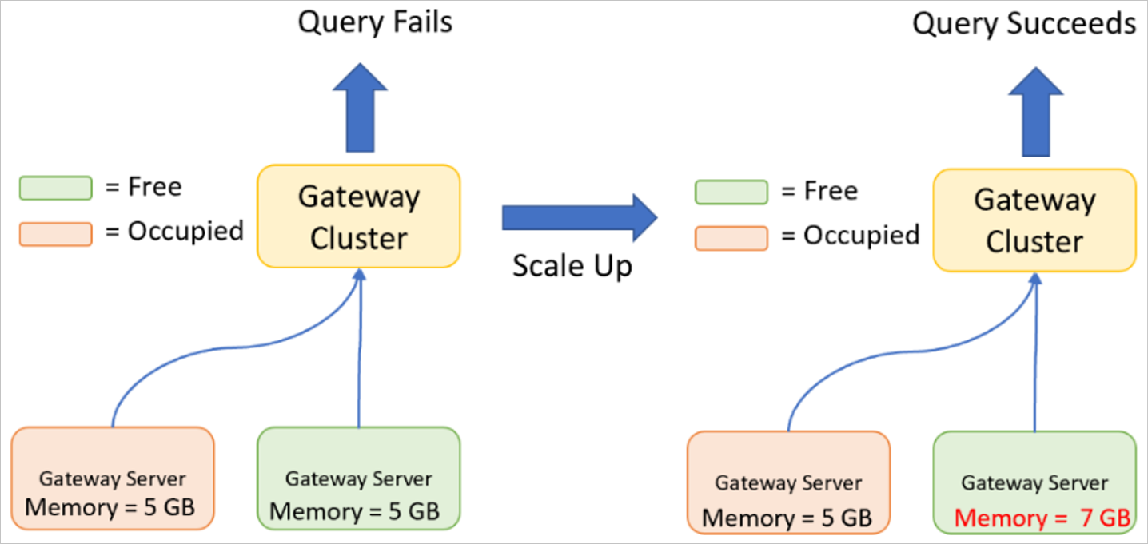 Query Fails
= Free
= Occupied
Gateway
Cluster
Gateway Server
Memory = 5 GB
Gateway Server
Memory = 5 GB
Scale Up
Query Succeeds
= Free
= Occupied
Gateway
Cluster
Gateway Server
Memory = 5 GB
Gateway Server
Memory = 7 GB